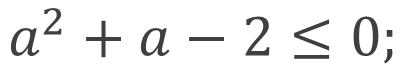 a² + a − 2 ≤ 0;